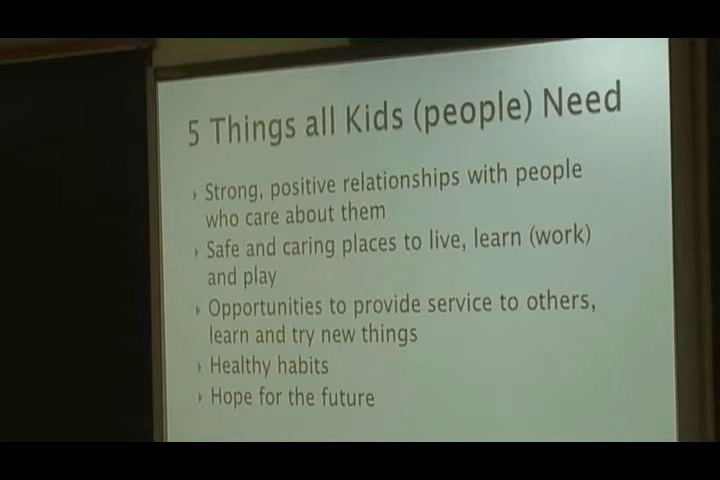 5 Things all Kids (people) Need
Strong, positive relationships with people
who care about them
Safe and caring places to live, learn (work)
and play
Opportunities to provide service to others,
learn and try new things
Healthy habits
Hope for the future